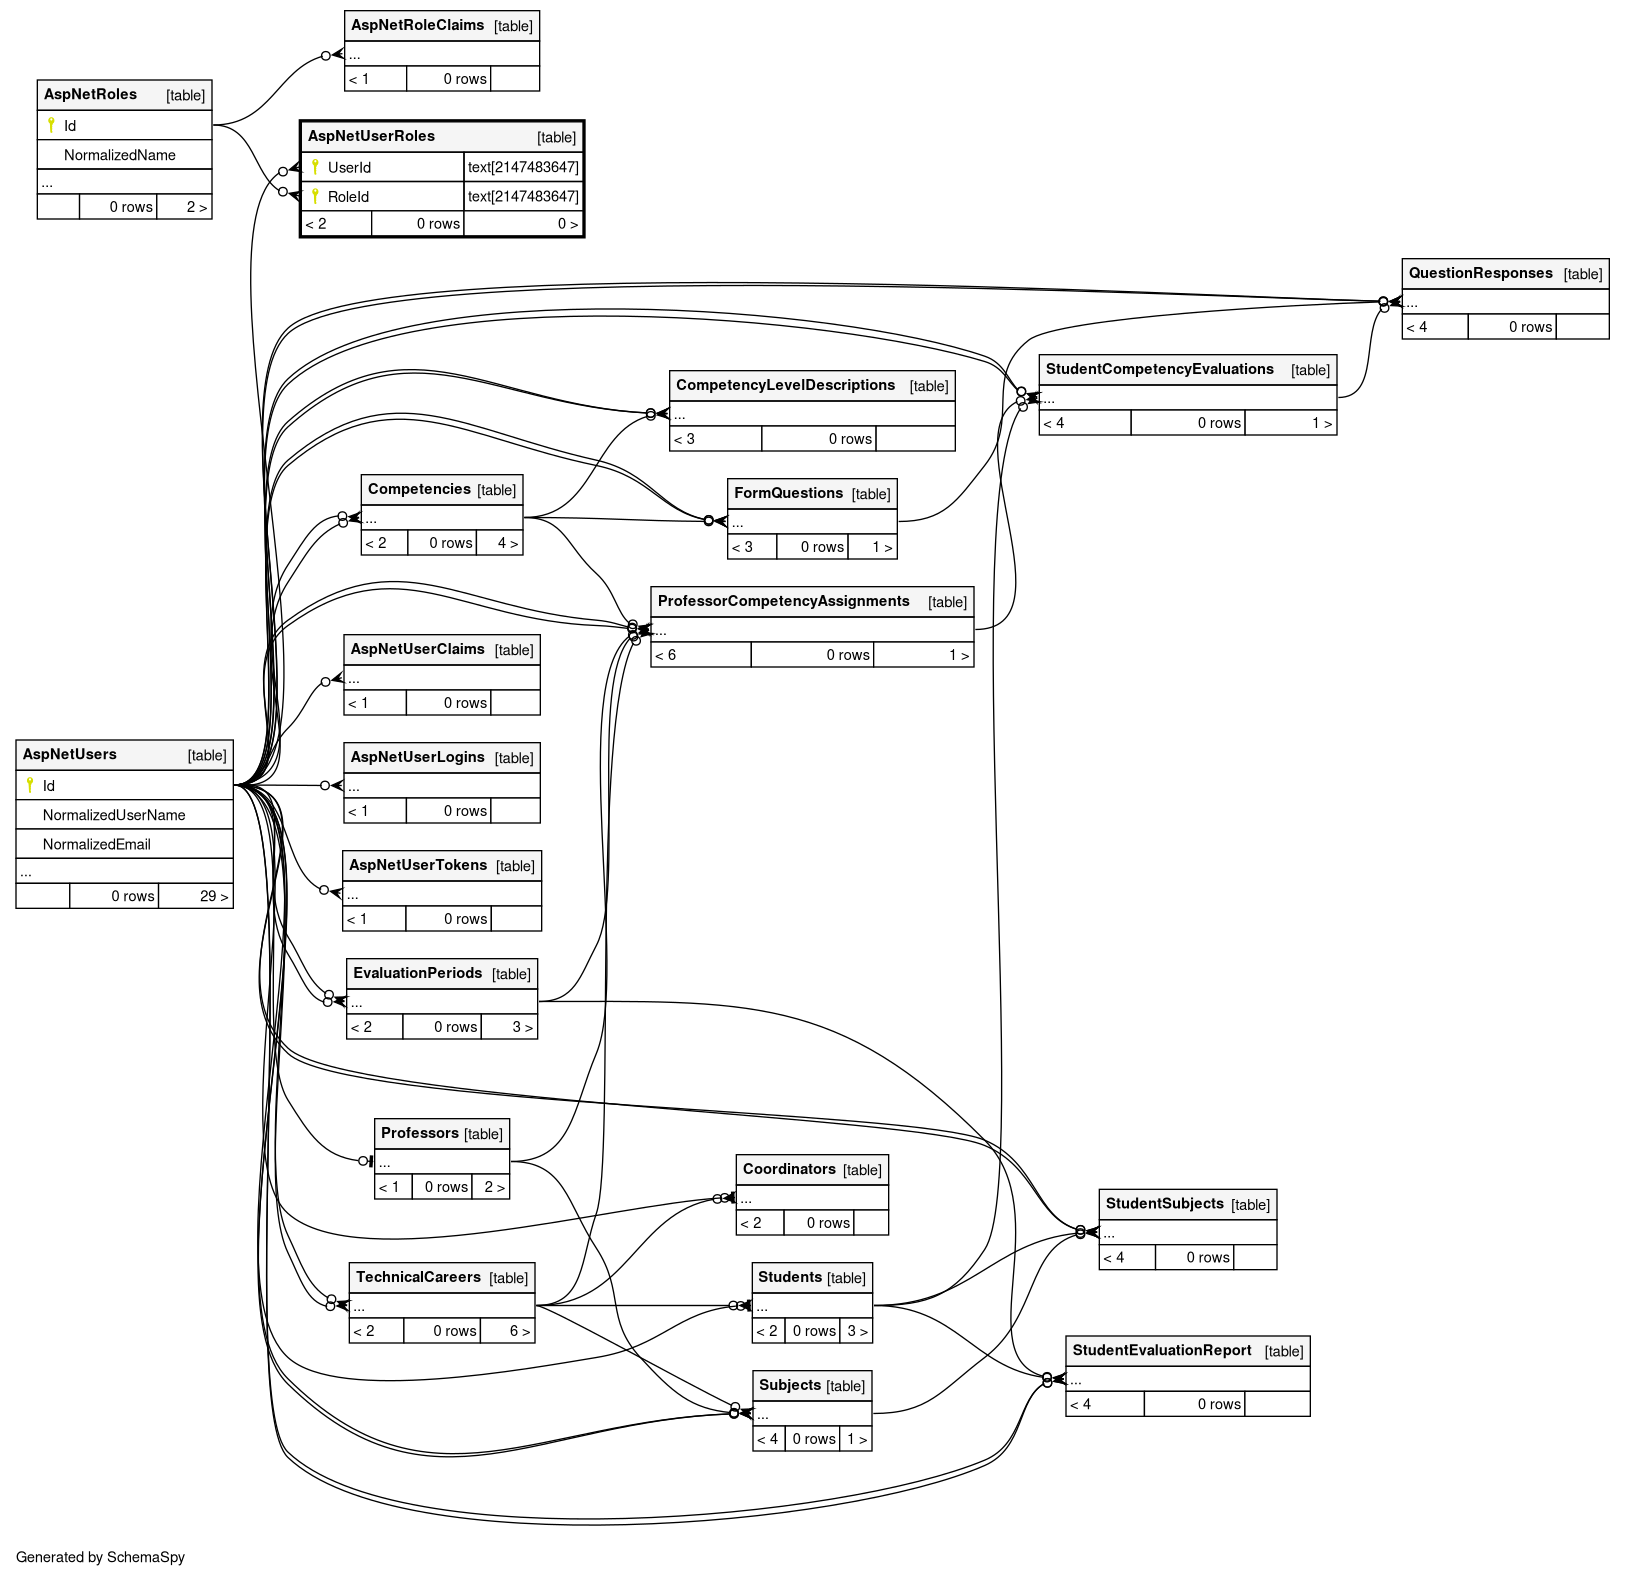 AspNetRoleClaims [table]
...
< 1 0 rows
AspNetRoles [table]
Id
NormalizedName
...
0 rows 2 >
AspNetUserRoles [table]
UserId text[2147483647]
RoleId text[2147483647]
< 2 0 rows 0 >
QuestionResponses [table]
...
< 4 0 rows
StudentCompetencyEvaluations [table]
...
< 4 0 rows 1 >
CompetencyLevelDescriptions [table]
...
< 3 0 rows
Competencies [table]
...
< 2 0 rows 4 >
FormQuestions [table]
...
< 3 0 rows 1 >
ProfessorCompetencyAssignments [table]
...
< 6 0 rows 1 >
AspNetUserClaims [table]
...
< 1 0 rows
AspNetUsers [table]
Id
NormalizedUserName
NormalizedEmail
...
0 rows 29 >
AspNetUserLogins [table]
...
< 1 0 rows
AspNetUserTokens [table]
...
< 1 0 rows
EvaluationPeriods [table]
...
< 2 0 rows 3 >
Professors [table]
...
< 1 0 rows 2 >
Coordinators [table]
...
< 2 0 rows
StudentSubjects [table]
...
< 4 0 rows
TechnicalCareers [table]
...
< 2 0 rows 6 >
Students [table]
...
< 2 0 rows 3 >
StudentEvaluationReport [table]
...
< 4 0 rows
Subjects [table]
...
< 4 0 rows 1 >
Generated by SchemaSpy